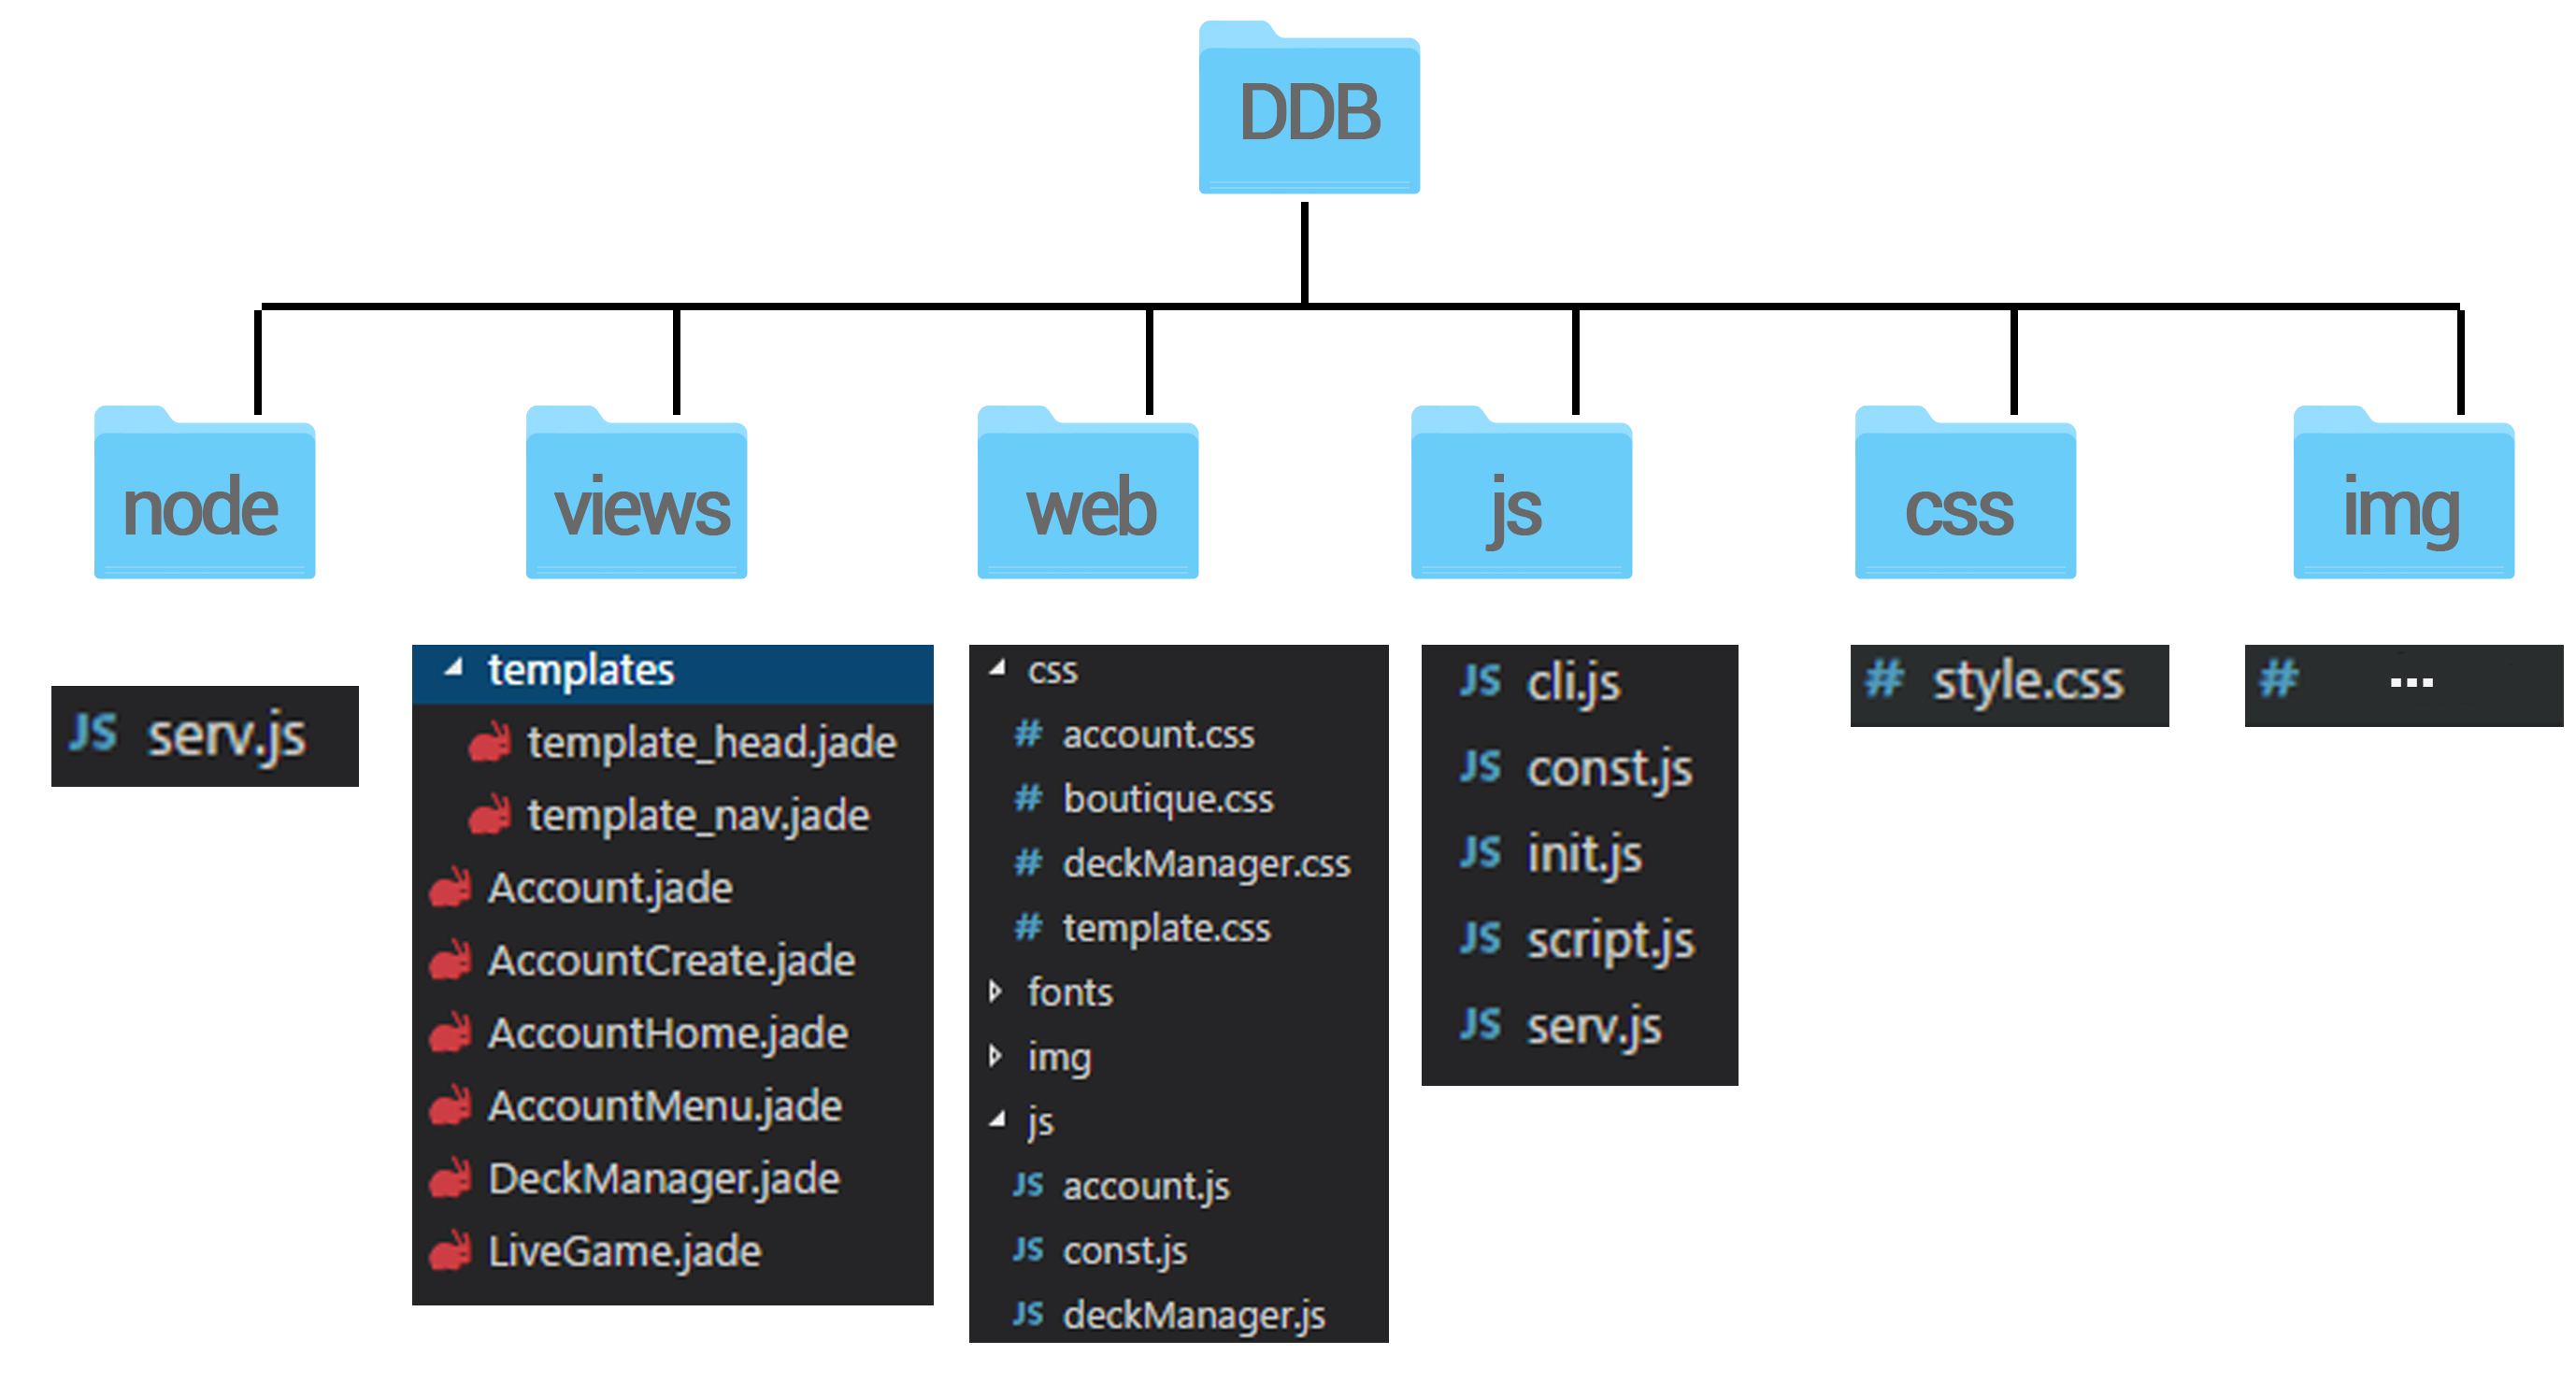 DDB
node
views
web
js
css
img
JS serv.js
templates
template_head.jade
template_nav.jade
Account.jade
AccountCreate.jade
AccountHome.jade
AccountMenu.jade
DeckManager.jade
LiveGame.jade
css
# account.css
# boutique.css
# deckManager.css
# template.css
fonts
img
js
JS account.js
JS const.js
JS deckManager.js
JS cli.js
JS const.js
JS init.js
JS script.js
JS serv.js
# style.css
# ...